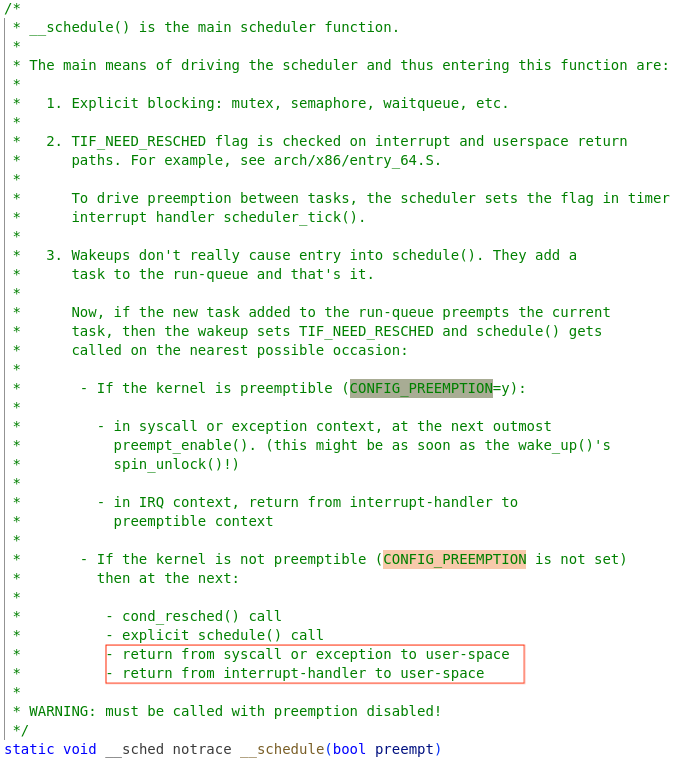 /*
 * __schedule() is the main scheduler function.
 *
 * The main means of driving the scheduler and thus entering this function are:
 *
 *   1. Explicit blocking: mutex, semaphore, waitqueue, etc.
 *
 *   2. TIF_NEED_RESCHED flag is checked on interrupt and userspace return
 *      paths. For example, see arch/x86/entry_64.S.
 *
 *      To drive preemption between tasks, the scheduler sets the flag in timer
 *      interrupt handler scheduler_tick().
 *
 *   3. Wakeups don't really cause entry into schedule(). They add a
 *      task to the run-queue and that's it.
 *
 *      Now, if the new task added to the run-queue preempts the current
 *      task, then the wakeup sets TIF_NEED_RESCHED and schedule() gets
 *      called on the nearest possible occasion:
 *
 *       - If the kernel is preemptible (CONFIG_PREEMPTION=y):
 *
 *         - in syscall or exception context, at the next outmost
 *           preempt_enable(). (this might be as soon as the wake_up()'s
 *           spin_unlock()!)
 *
 *         - in IRQ context, return from interrupt-handler to
 *           preemptible context
 *
 *       - If the kernel is not preemptible (CONFIG_PREEMPTION is not set)
 *         then at the next:
 *
 *          - cond_resched() call
 *          - explicit schedule() call
 *          - return from syscall or exception to user-space
 *          - return from interrupt-handler to user-space
 *
 * WARNING: must be called with preemption disabled!
 */
static void __sched notrace __schedule(bool preempt)